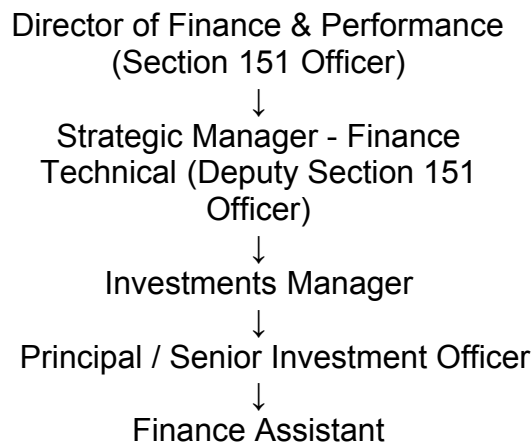 Director of Finance & Performance
(Section 151 Officer)
↓
Strategic Manager - Finance
Technical (Deputy Section 151
Officer)
↓
Investments Manager
↓
Principal / Senior Investment Officer
↓
Finance Assistant